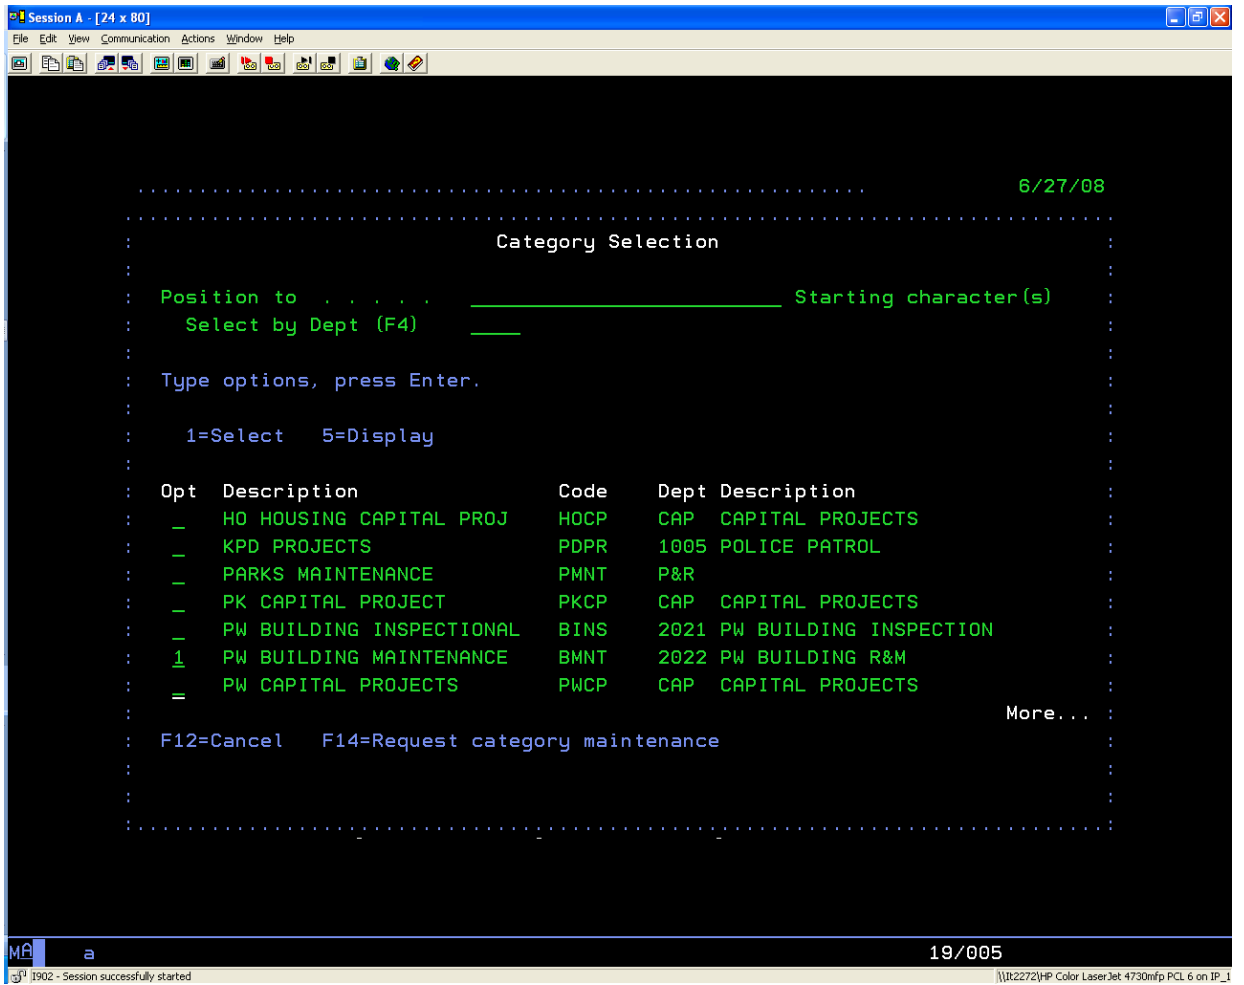 Session A - [24 x 80]
File Edit View Communication Actions Window Help
6/27/08
Category Selection
Position to . . . . . Starting character(s)
Select by Dept (F4)
Type options, press Enter.
1=Select 5=Display
Opt Description Code Dept Description
_ HO HOUSING CAPITAL PROJ HOCP CAP CAPITAL PROJECTS
_ KPD PROJECTS PDPR 1005 POLICE PATROL
_ PARKS MAINTENANCE PMNT P&R
_ PK CAPITAL PROJECT PKCP CAP CAPITAL PROJECTS
_ PW BUILDING INSPECTIONAL BINS 2021 PW BUILDING INSPECTION
1 PW BUILDING MAINTENANCE BMNT 2022 PW BUILDING R&M
_ PW CAPITAL PROJECTS PWCP CAP CAPITAL PROJECTS
More...
F12=Cancel F14=Request category maintenance
MA a 19/005
I902 - Session successfully started \\It2272\HP Color LaserJet 4730mfp PCL 6 on IP_1